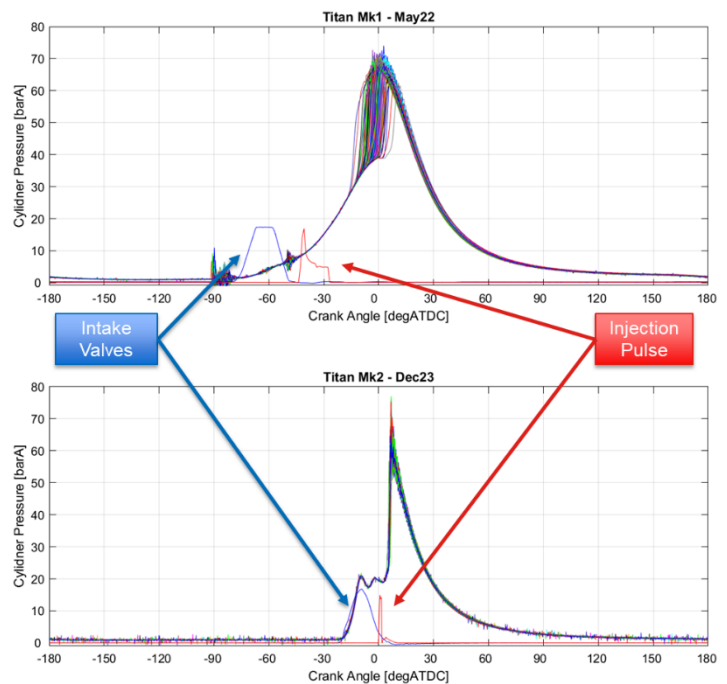 Titan Mk1 - May22
Cylidner Pressure [barA]
80
70
60
50
40
30
20
10
0
-180 -150 -120 -90 -60 -30 0 30 60 90 120 150 180
Crank Angle [degATDC]
Intake
Valves
Injection
Pulse
Titan Mk2 - Dec23
Cylidner Pressure [barA]
80
70
60
50
40
30
20
10
0
-180 -150 -120 -90 -60 -30 0 30 60 90 120 150 180
Crank Angle [degATDC]